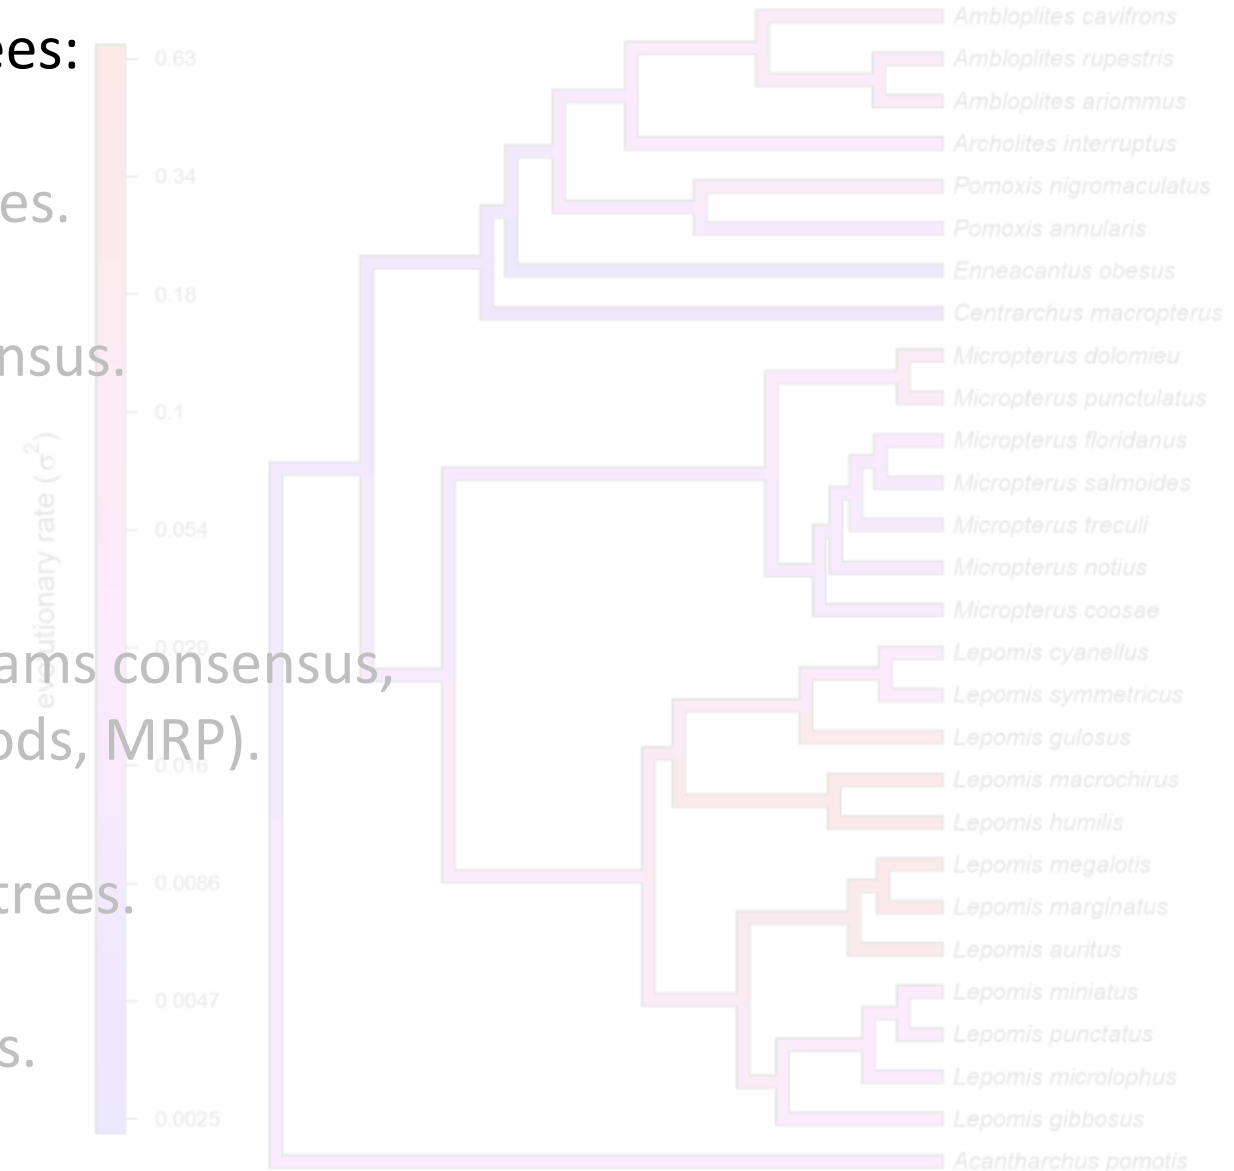 ees:
es.
nsus.
ams consensus,
ods, MRP).
trees.
s.
evolutionary rate (σ²)
0.63
0.34
0.18
0.1
0.054
0.029
0.016
0.0086
0.0047
0.0025
Ambloplites cavifrons
Ambloplites rupestris
Ambloplites ariommus
Archolites interruptus
Pomoxis nigromaculatus
Pomoxis annularis
Enneacantus obesus
Centrarchus macropterus
Micropterus dolomieu
Micropterus punctulatus
Micropterus floridanus
Micropterus salmoides
Micropterus treculi
Micropterus notius
Micropterus coosae
Lepomis cyanellus
Lepomis symmetricus
Lepomis gulosus
Lepomis macrochirus
Lepomis humilis
Lepomis megalotis
Lepomis marginatus
Lepomis auritus
Lepomis miniatus
Lepomis punctatus
Lepomis microlophus
Lepomis gibbosus
Acantharchus pomotis